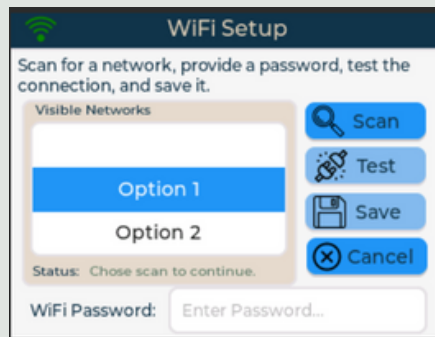 WiFi Setup
Scan for a network, provide a password, test the
connection, and save it.
Visible Networks
Option 1
Option 2
Status: Chose scan to continue.
Scan
Test
Save
Cancel
WiFi Password: Enter Password...